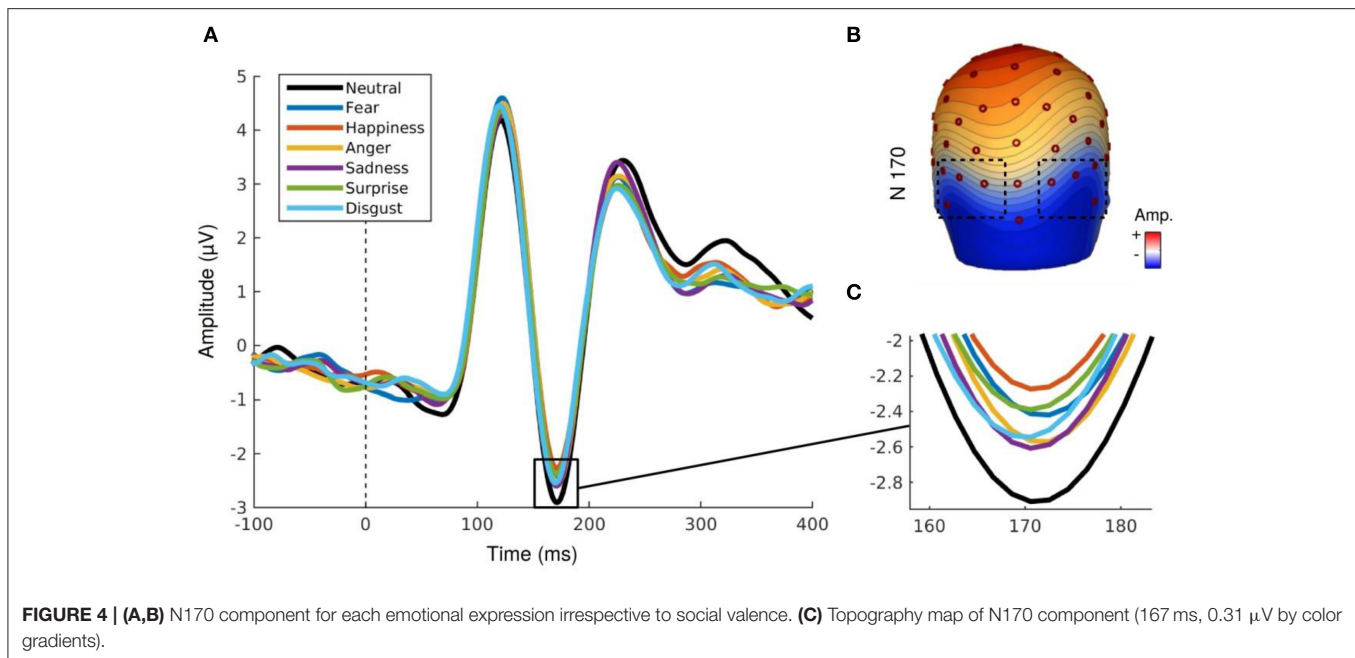 A
5
4
3
2
1
0
-1
-2
-3
Amplitude (µV)
-100
0
100
200
300
400
Time (ms)
Neutral
Fear
Happiness
Anger
Sadness
Surprise
Disgust
B
N 170
Amp.
+
-
C
-2
-2.2
-2.4
-2.6
-2.8
160
170
180
FIGURE 4 | (A,B) N170 component for each emotional expression irrespective to social valence. (C) Topography map of N170 component (167 ms, 0.31 µV by color
gradients).